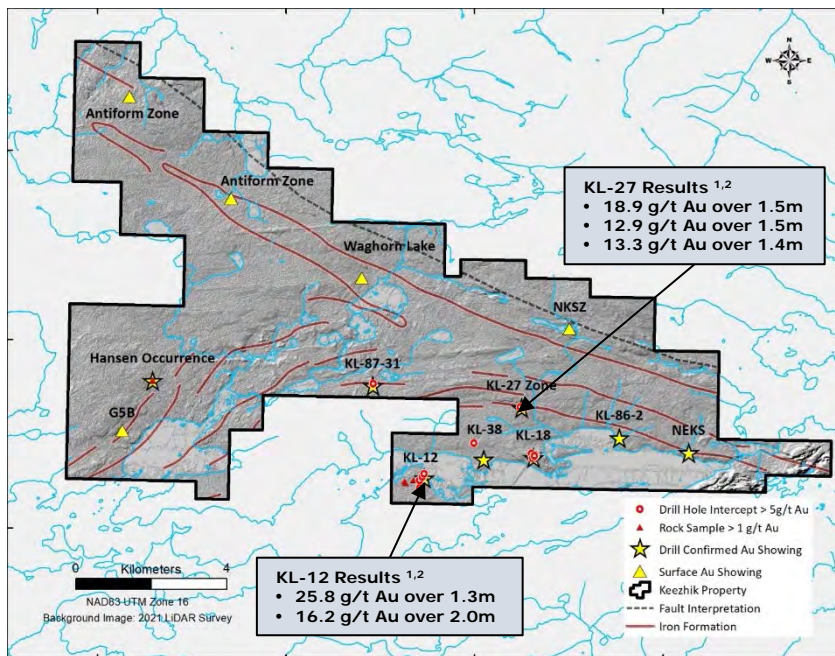 N
W
E
S
Antiform Zone
Antiform Zone
KL-27 Results 1,2
• 18.9 g/t Au over 1.5m
• 12.9 g/t Au over 1.5m
• 13.3 g/t Au over 1.4m
Waghorn Lake
NKSZ
Hansen Occurrence
KL-87-31
KL-27 Zone
G5B
KL-86-2
KL-38
NEKS
KL-18
KL-12
Drill Hole Intercept > 5g/t Au
Rock Sample > 1 g/t Au
Drill Confirmed Au Showing
Surface Au Showing
Keezhik Property
Fault Interpretation
Iron Formation
Kilometers
0 2 4
NAD83 UTM Zone 16
Background Image: 2021 LiDAR Survey
KL-12 Results 1,2
• 25.8 g/t Au over 1.3m
• 16.2 g/t Au over 2.0m